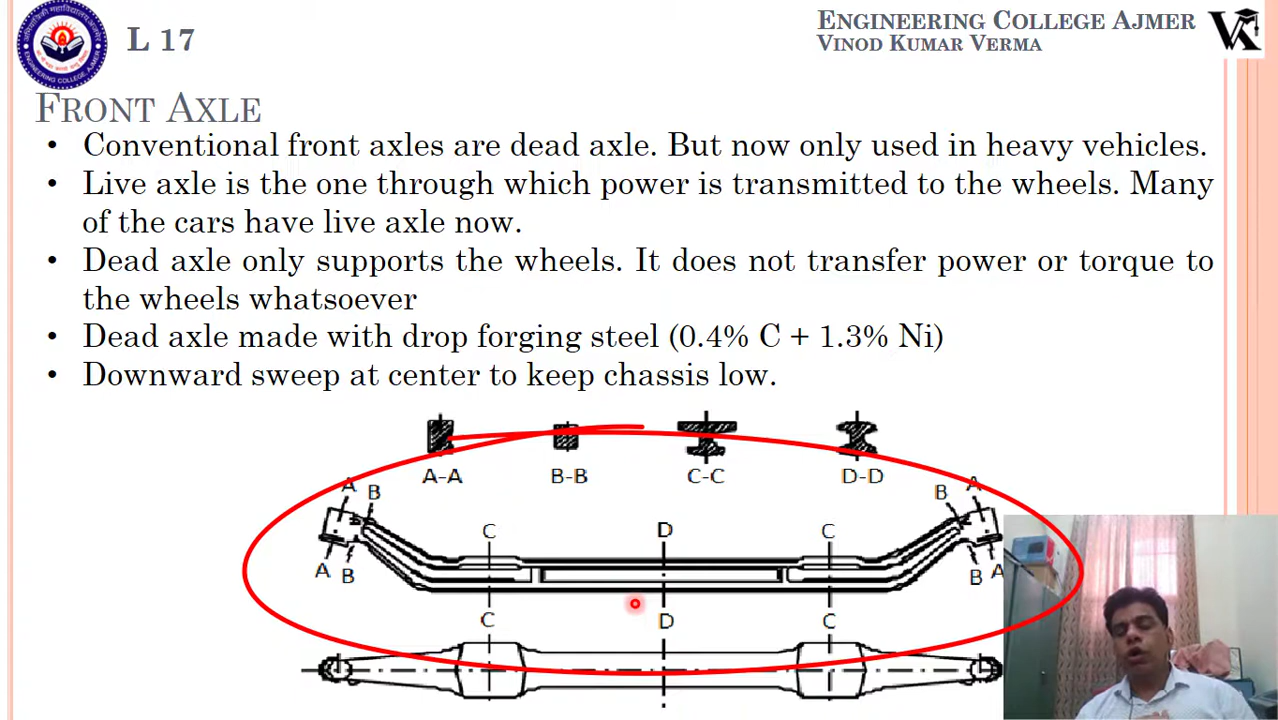 L 17
ENGINEERING COLLEGE AJMER
VINOD KUMAR VERMA
FRONT AXLE
• Conventional front axles are dead axle. But now only used in heavy vehicles.
• Live axle is the one through which power is transmitted to the wheels. Many
of the cars have live axle now.
• Dead axle only supports the wheels. It does not transfer power or torque to
the wheels whatsoever
• Dead axle made with drop forging steel (0.4% C + 1.3% Ni)
• Downward sweep at center to keep chassis low.
A-A B-B C-C D-D
A B B A
C D C
A B B A
C D C